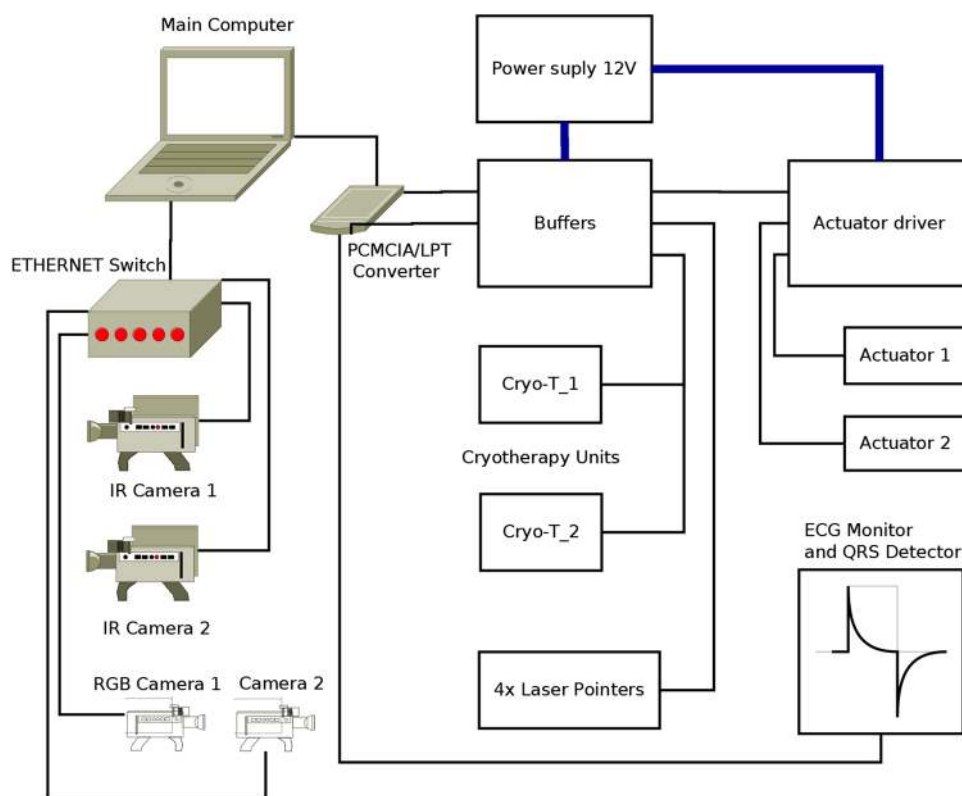 Main Computer
Power suply 12V
Buffers
Actuator driver
PCMCIA/LPT
Converter
ETHERNET Switch
Actuator 1
Cryo-T_1
Actuator 2
Cryotherapy Units
IR Camera 1
Cryo-T_2
ECG Monitor
and QRS Detector
IR Camera 2
RGB Camera 1
Camera 2
4x Laser Pointers